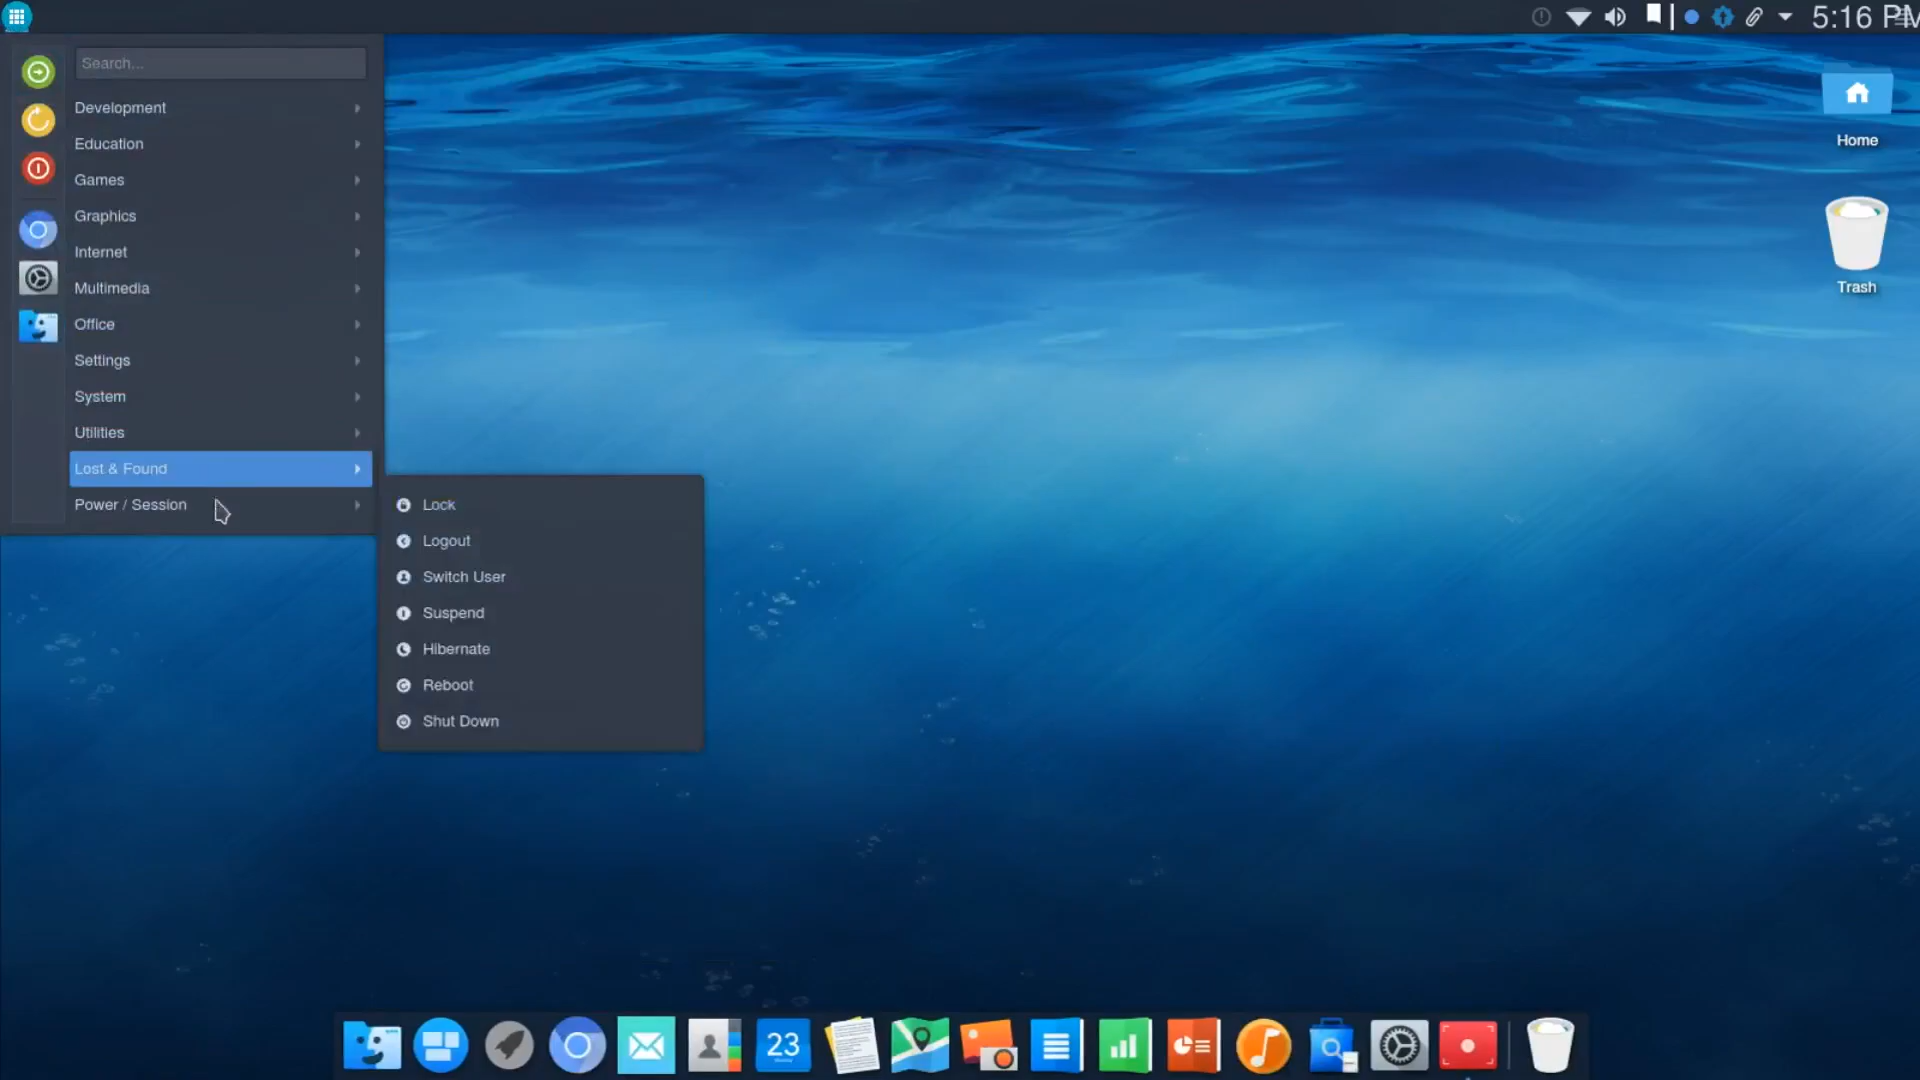 5:16 PM
Search...
Development
Education
Games
Graphics
Internet
Multimedia
Office
Settings
System
Utilities
Lost & Found
Power / Session
Lock
Logout
Switch User
Suspend
Hibernate
Reboot
Shut Down
Home
Trash
23